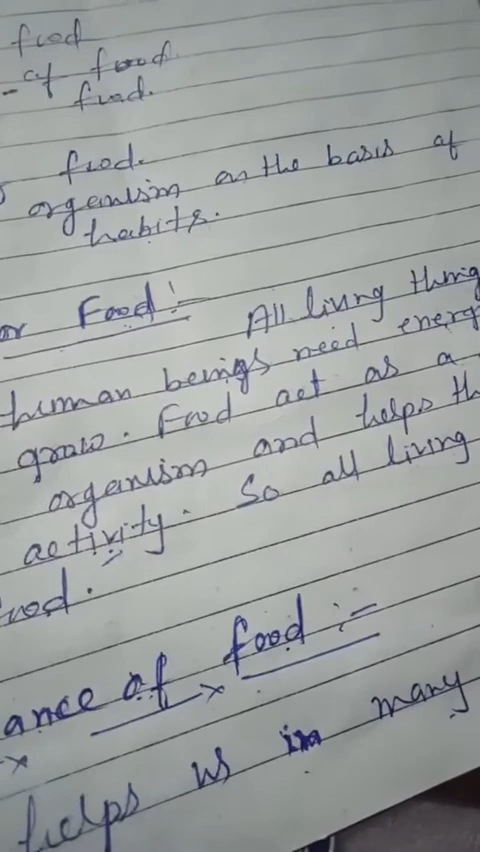 food
- of food
food.
food.
organism on the basis of
habits.
or Food :-
All living thing
human beings need energ
grow. Food act as a
organism and helps th
activity. So all living
food.
ance of food :-
helps us in many